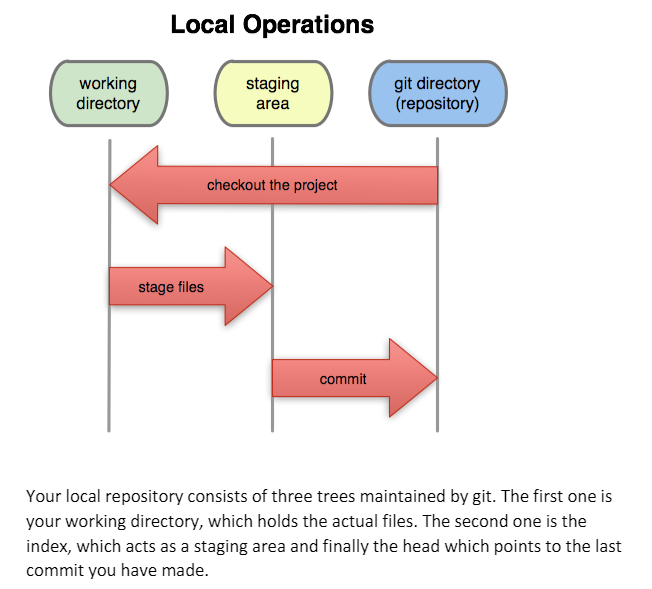 Local Operations
working
directory
staging
area
git directory
(repository)
checkout the project
stage files
commit
Your local repository consists of three trees maintained by git. The first one is
your working directory, which holds the actual files. The second one is the
index, which acts as a staging area and finally the head which points to the last
commit you have made.